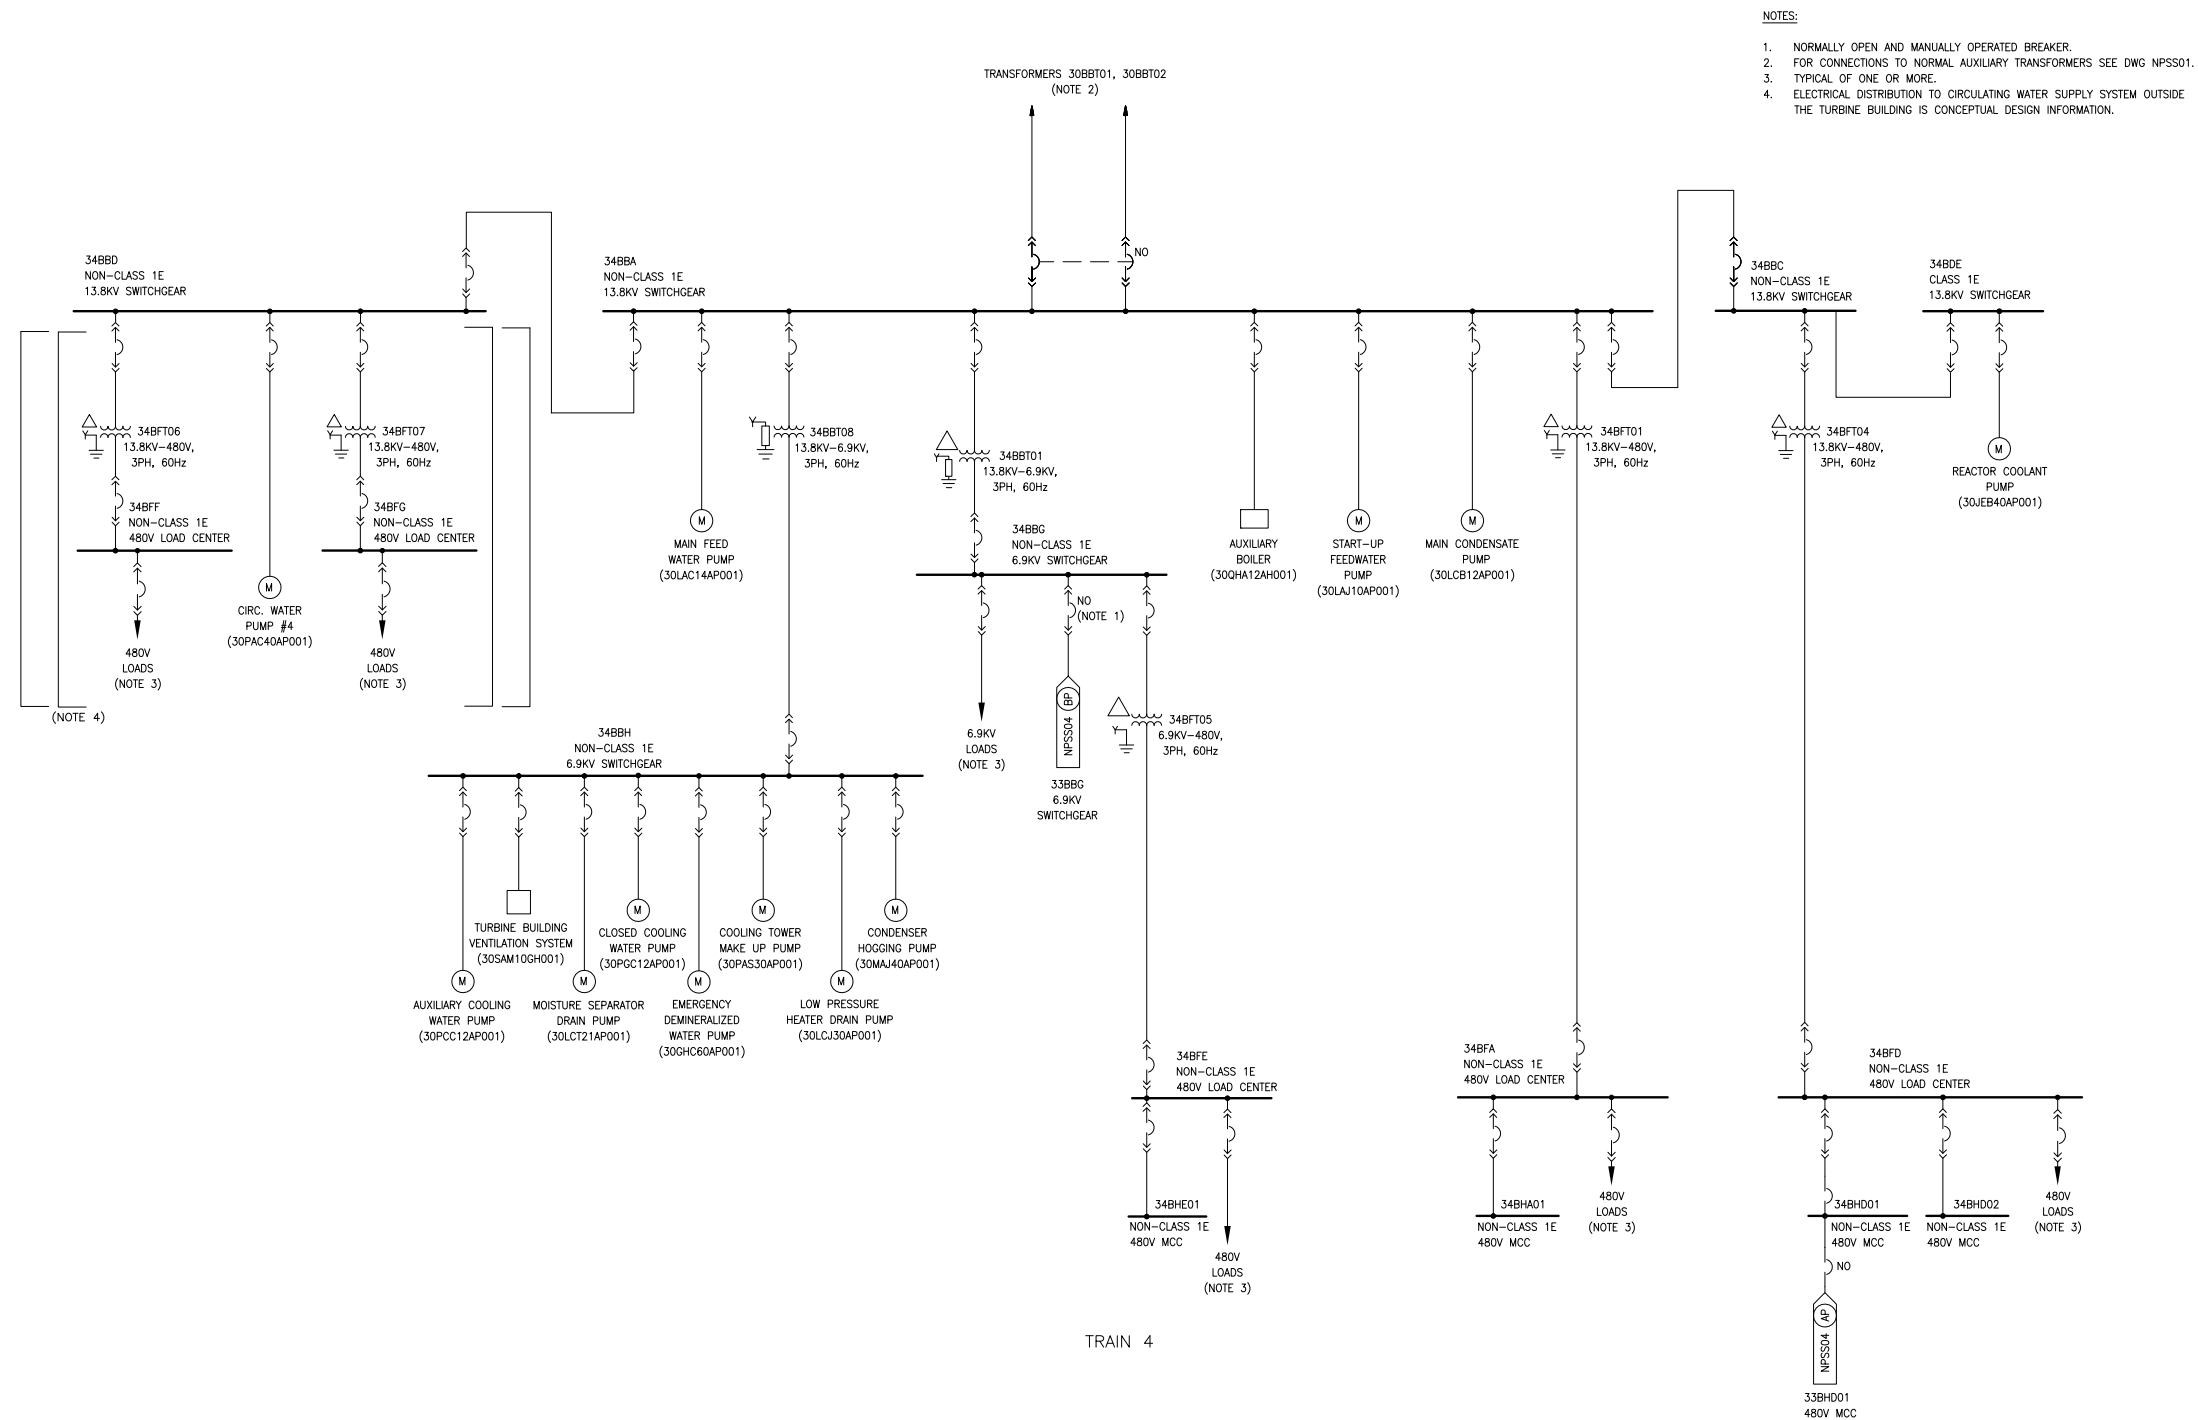 NOTES:
1. NORMALLY OPEN AND MANUALLY OPERATED BREAKER.
2. FOR CONNECTIONS TO NORMAL AUXILIARY TRANSFORMERS SEE DWG NPSS01.
3. TYPICAL OF ONE OR MORE.
4. ELECTRICAL DISTRIBUTION TO CIRCULATING WATER SUPPLY SYSTEM OUTSIDE
THE TURBINE BUILDING IS CONCEPTUAL DESIGN INFORMATION.
TRANSFORMERS 30BBT01, 30BBT02
(NOTE 2)
NO
34BBD
NON-CLASS 1E
13.8KV SWITCHGEAR
34BBA
NON-CLASS 1E
13.8KV SWITCHGEAR
34BBC
NON-CLASS 1E
13.8KV SWITCHGEAR
34BDE
CLASS 1E
13.8KV SWITCHGEAR
34BFT06
13.8KV-480V,
3PH, 60Hz
34BFT07
13.8KV-480V,
3PH, 60Hz
Y
Y
34BBT08
13.8KV-6.9KV,
3PH, 60Hz
Y
34BBT01
13.8KV-6.9KV,
3PH, 60Hz
Y
34BFT01
13.8KV-480V,
3PH, 60Hz
Y
34BFT04
13.8KV-480V,
3PH, 60Hz
Y
M
REACTOR COOLANT
PUMP
(30JEB40AP001)
34BFF
NON-CLASS 1E
480V LOAD CENTER
34BFG
NON-CLASS 1E
480V LOAD CENTER
M
CIRC. WATER
PUMP #4
(30PAC40AP001)
480V
LOADS
(NOTE 3)
480V
LOADS
(NOTE 3)
(NOTE 4)
M
MAIN FEED
WATER PUMP
(30LAC14AP001)
34BBG
NON-CLASS 1E
6.9KV SWITCHGEAR
AUXILIARY
BOILER
(30QHA12AH001)
M
START-UP
FEEDWATER
PUMP
(30LAJ10AP001)
M
MAIN CONDENSATE
PUMP
(30LCB12AP001)
NO
(NOTE 1)
6.9KV
LOADS
(NOTE 3)
NPSS04 BP
33BBG
6.9KV
SWITCHGEAR
Y
34BFT05
6.9KV-480V,
3PH, 60Hz
34BBH
NON-CLASS 1E
6.9KV SWITCHGEAR
TURBINE BUILDING
VENTILATION SYSTEM
(30SAM10GH001)
M
CLOSED COOLING
WATER PUMP
(30PGC12AP001)
M
COOLING TOWER
MAKE UP PUMP
(30PAS30AP001)
M
CONDENSER
HOGGING PUMP
(30MAJ40AP001)
M
AUXILIARY COOLING
WATER PUMP
(30PCC12AP001)
M
MOISTURE SEPARATOR
DRAIN PUMP
(30LCT21AP001)
M
EMERGENCY
DEMINERALIZED
WATER PUMP
(30GHC60AP001)
M
LOW PRESSURE
HEATER DRAIN PUMP
(30LCJ30AP001)
34BFE
NON-CLASS 1E
480V LOAD CENTER
34BFA
NON-CLASS 1E
480V LOAD CENTER
34BFD
NON-CLASS 1E
480V LOAD CENTER
34BHE01
NON-CLASS 1E
480V MCC
480V
LOADS
(NOTE 3)
34BHA01
NON-CLASS 1E
480V MCC
480V
LOADS
(NOTE 3)
34BHD01
NON-CLASS 1E
480V MCC
34BHD02
NON-CLASS 1E
480V MCC
480V
LOADS
(NOTE 3)
NO
NPSS04 AP
33BHD01
480V MCC
TRAIN 4